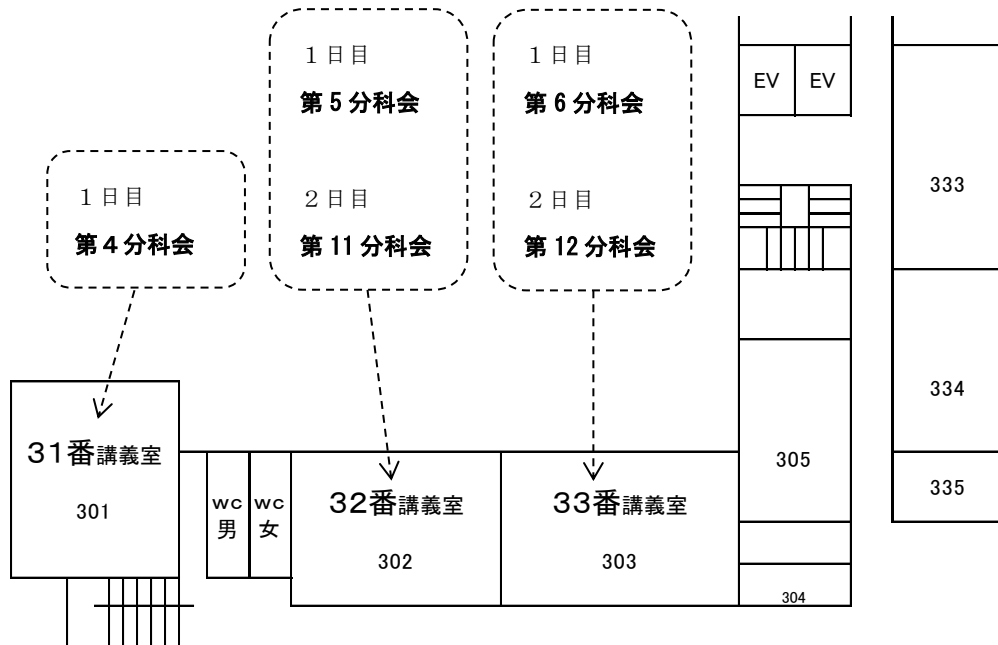 １日目
第５分科会
２日目
第11分科会
１日目
第６分科会
２日目
第12分科会
１日目
第４分科会
EV
EV
333
334
335
305
304
31番講義室
301
wc
男
wc
女
32番講義室
302
33番講義室
303